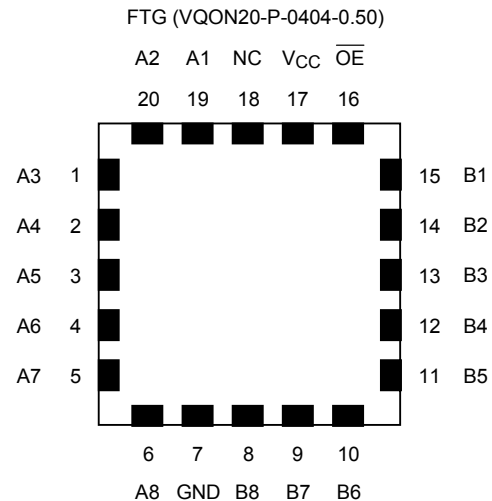 FTG (VQON20-P-0404-0.50)
A2 A1 NC VCC OE
20 19 18 17 16
A3 1 15 B1
A4 2 14 B2
A5 3 13 B3
A6 4 12 B4
A7 5 11 B5
6 7 8 9 10
A8 GND B8 B7 B6